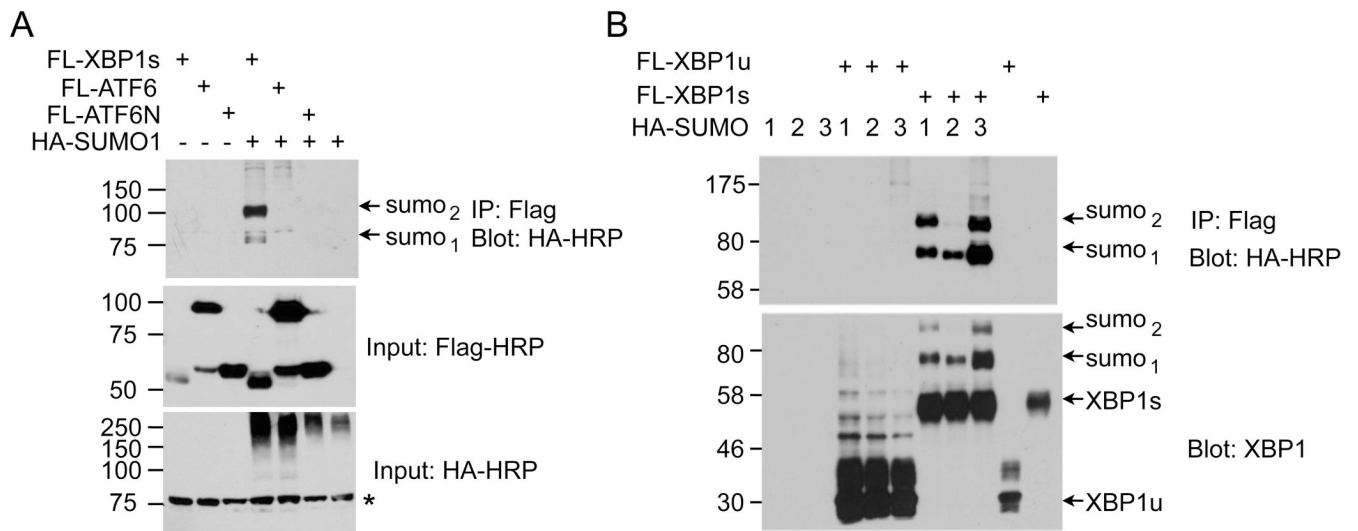 A
FL-XBP1s + +
FL-ATF6 + +
FL-ATF6N + +
HA-SUMO1 - - - + + + +
150
100
75
sumo2 IP: Flag
sumo1 Blot: HA-HRP
100
75
50
Input: Flag-HRP
250
150
100
75
Input: HA-HRP
*
B
FL-XBP1u + + + +
FL-XBP1s + + + +
HA-SUMO 1 2 3 1 2 3 1 2 3
175
80
58
sumo2 IP: Flag
sumo1 Blot: HA-HRP
80
58
46
30
sumo2
sumo1
XBP1s
Blot: XBP1
XBP1u